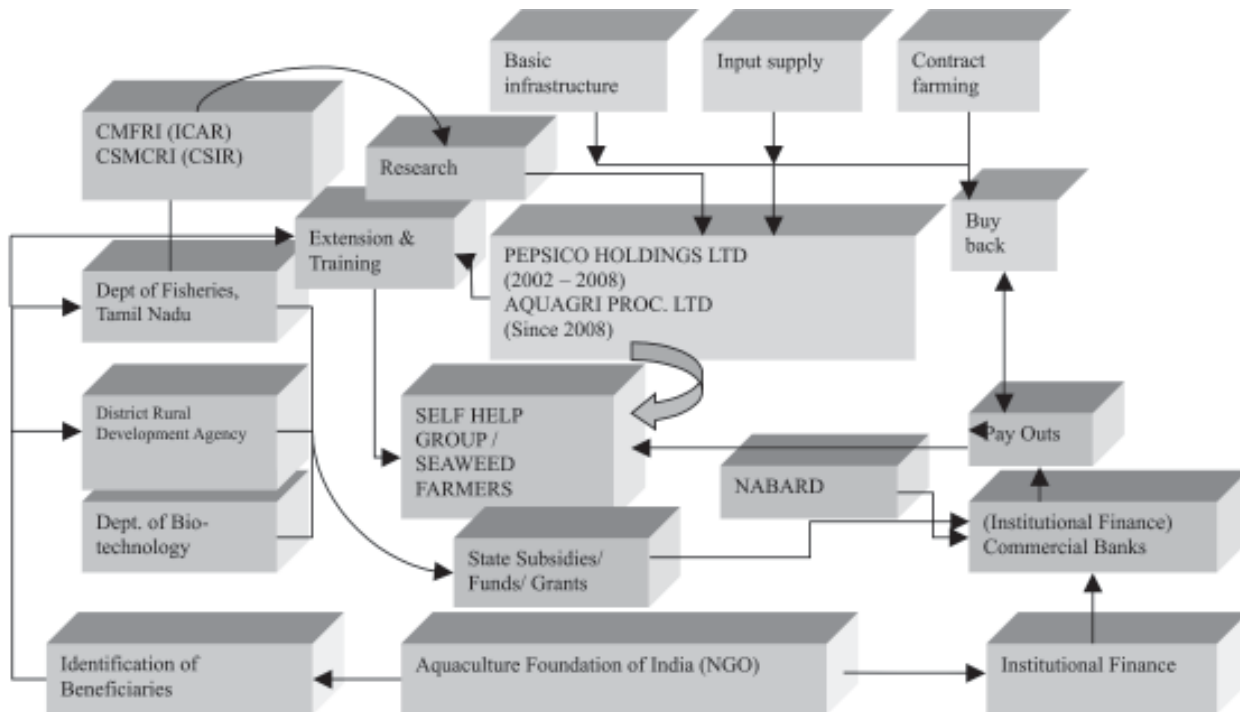 Basic
infrastructure
Input supply
Contract
farming
CMFRI (ICAR)
CSMCRI (CSIR)
Research
Extension &
Training
Buy
back
PEPSICO HOLDINGS LTD
(2002 – 2008)
AQUAGRI PROC. LTD
(Since 2008)
Dept of Fisheries,
Tamil Nadu
District Rural
Development Agency
SELF HELP
GROUP /
SEAWEED
FARMERS
Pay Outs
NABARD
Dept. of Bio-
technology
(Institutional Finance)
Commercial Banks
State Subsidies/
Funds/ Grants
Identification of
Beneficiaries
Aquaculture Foundation of India (NGO)
Institutional Finance